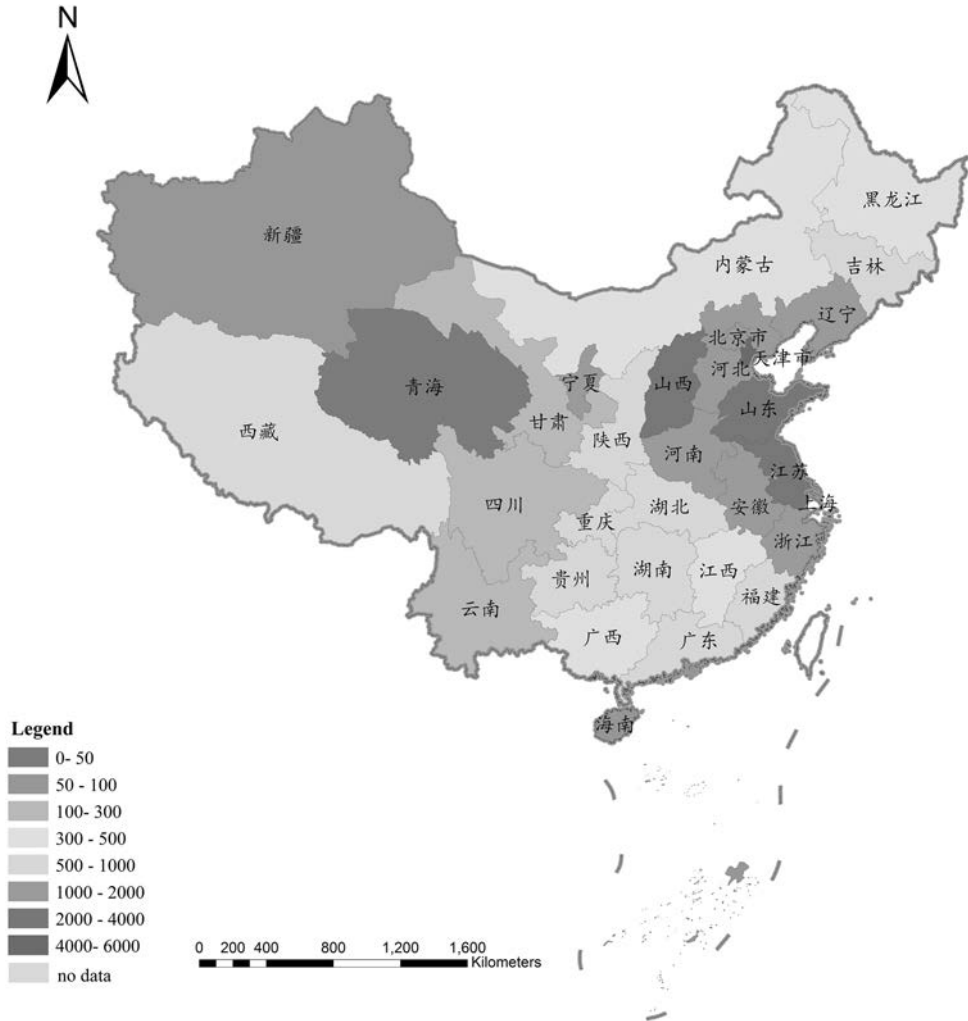 N
黑龙江
新疆
内蒙古
吉林
辽宁
北京市
天津市
河北
宁夏
山西
青海
山东
甘肃
西藏
陕西
河南
江苏
四川
安徽
上海
湖北
重庆
浙江
湖南
江西
贵州
福建
云南
广西
广东
海南
Legend
0- 50
50 - 100
100- 300
300 - 500
500 - 1000
1000 - 2000
2000 - 4000
4000- 6000
no data
0 200 400 800 1,200 1,600
Kilometers